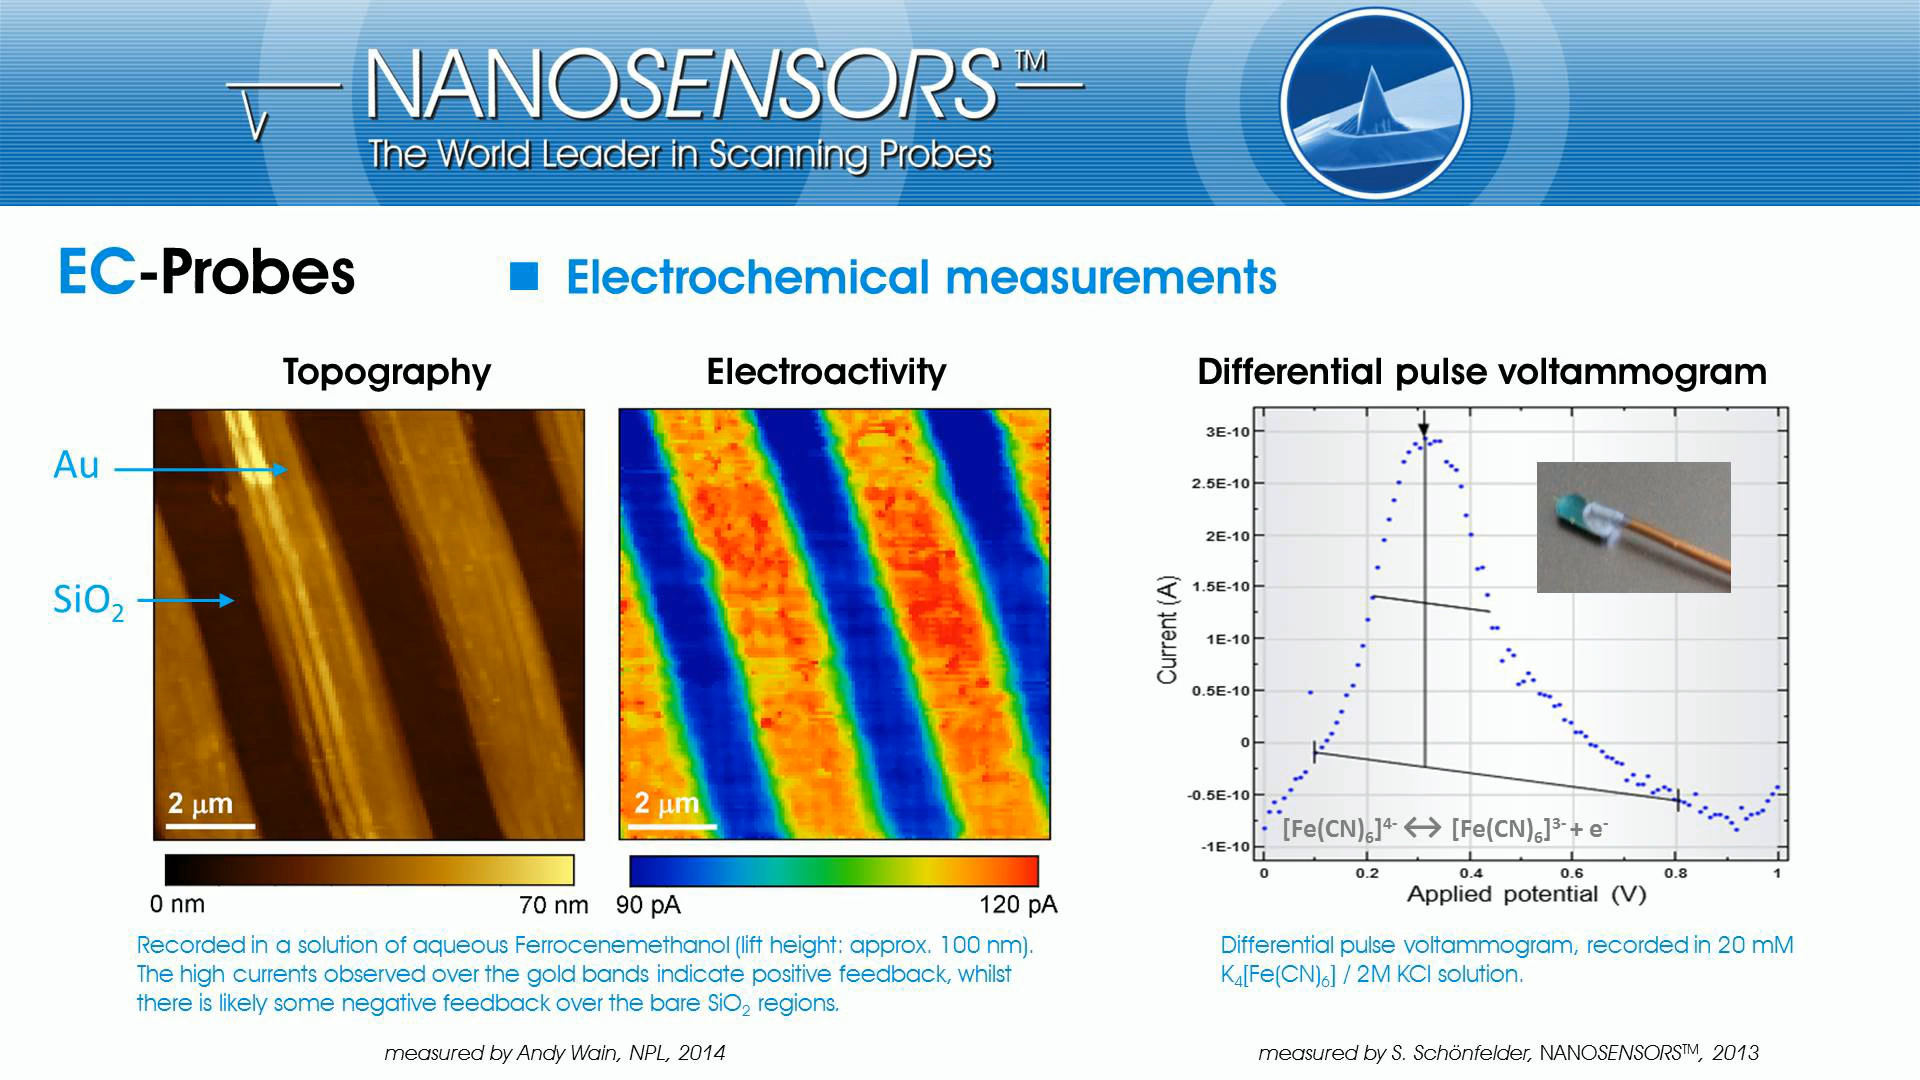 NANOSENSORS™
The World Leader in Scanning Probes
EC-Probes
■ Electrochemical measurements
Topography
Electroactivity
Differential pulse voltammogram
Au
SiO₂
2 µm
0 nm
70 nm
2 µm
90 pA
120 pA
3E-10
2.5E-10
2E-10
1.5E-10
1E-10
0.5E-10
0
-0.5E-10
-1E-10
Current (A)
[Fe(CN)₆]⁴⁻ ↔ [Fe(CN)₆]³⁻ + e⁻
0
0.2
0.4
0.6
0.8
1
Applied potential (V)
Recorded in a solution of aqueous Ferrocenemethanol (lift height: approx. 100 nm).
The high currents observed over the gold bands indicate positive feedback, whilst
there is likely some negative feedback over the bare SiO₂ regions.
Differential pulse voltammogram, recorded in 20 mM
K₄[Fe(CN)₆] / 2M KCl solution.
measured by Andy Wain, NPL, 2014
measured by S. Schönfelder, NANOSENSORS™, 2013